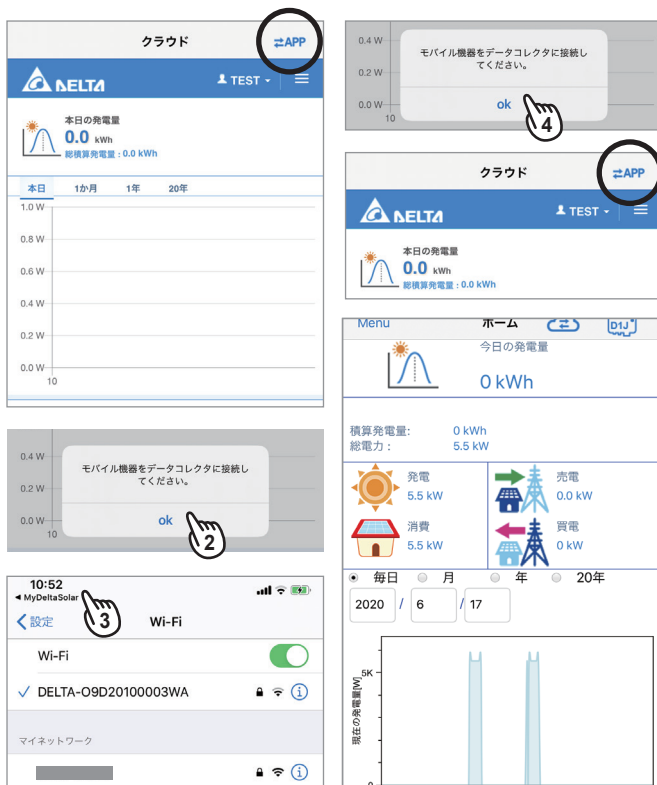 クラウド
⇄APP
DELTA
TEST
本日の発電量
0.0 kWh
総積算発電量 : 0.0 kWh
本日 1か月 1年 20年
1.0 W
0.8 W
0.6 W
0.4 W
0.2 W
0.0 W
10
0.4 W
0.2 W
0.0 W
10
モバイル機器をデータコレクタに接続し
てください。
ok
2
10:52
◀ MyDeltaSolar
3
設定
Wi-Fi
Wi-Fi
DELTA-O9D20100003WA
マイネットワーク
0.4 W
0.2 W
0.0 W
10
モバイル機器をデータコレクタに接続し
てください。
ok
4
クラウド
⇄APP
DELTA
TEST
本日の発電量
0.0 kWh
総積算発電量 : 0.0 kWh
Menu
ホーム
D1J
今日の発電量
0 kWh
積算発電量: 0 kWh
総電力 : 5.5 kW
発電
5.5 kW
売電
0.0 kW
消費
5.5 kW
買電
0 kW
毎日 月 年 20年
2020 / 6 / 17
現在の発電量[W]
5K
0